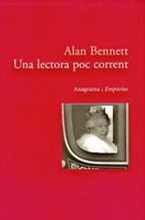 Alan Bennett
Una lectora poc corrent
Anagrama . Empúries